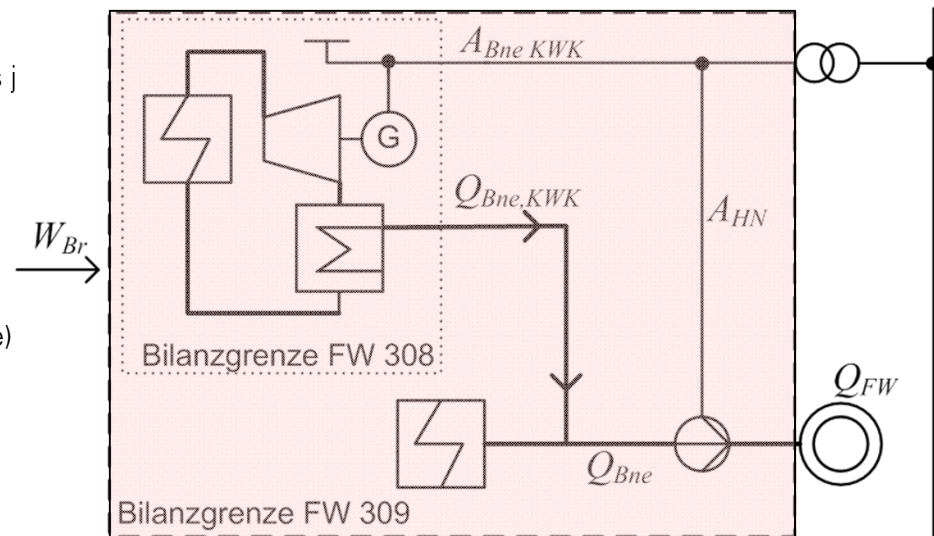 s j
A_Bne KWK
G
Q_Bne,KWK
A_HN
W_Br
e)
Bilanzgrenze FW 308
Q_FW
Q_Bne
Bilanzgrenze FW 309